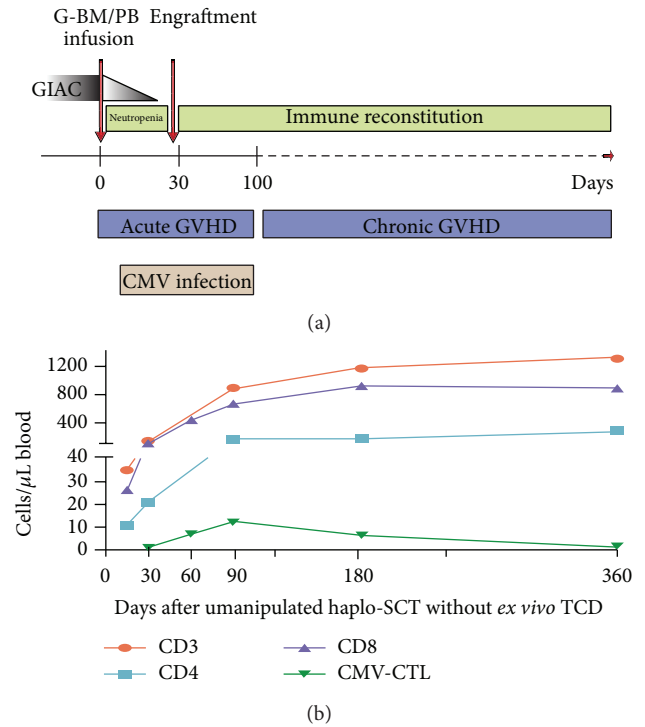 G-BM/PB Engraftment
infusion
GIAC
Neutropenia
Immune reconstitution
0 30 100 Days
Acute GVHD Chronic GVHD
CMV infection
(a)
1200
800
400
40
30
20
10
0
Cells/μL blood
0 30 60 90 180 360
Days after umanipulated haplo-SCT without ex vivo TCD
CD3 CD8
CD4 CMV-CTL
(b)